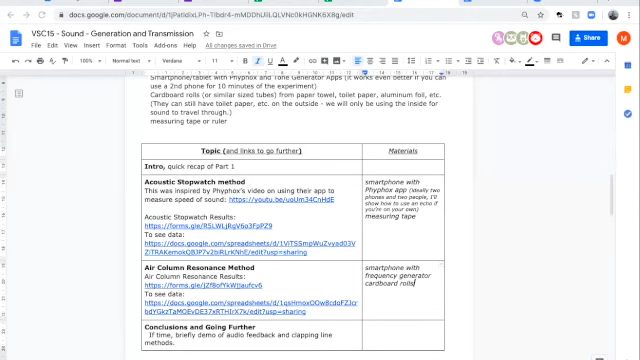 docs.google.com/document/d/1jPatidixLPh-Tlbdr4-mMDDhUiLQLVNc0kHGNK6X8g/edit
VSC15 - Sound - Generation and Transmission
File Edit View Insert Format Tools Add-ons Help
All changes saved in Drive
Share
M
100% Normal text Verdana 11
Smartphone/tablet with Phyphox and Tone Generator Apps (it works even better if you can
use a 2nd phone for 10 minutes of the experiment)
Cardboard rolls (or similar sized tubes) from paper towel, toilet paper, aluminum foil, etc.
(They can still have toilet paper, etc. on the outside - we will only be using the inside for
sound to travel through.)
measuring tape or ruler
Topic (and links to go further) Materials
Intro, quick recap of Part 1
Acoustic Stopwatch method
This was inspired by Phyphox's video on using their app to
measure speed of sound: https://youtu.be/uoUm34CnHdE
Acoustic Stopwatch Results:
https://forms.gle/R5LWLjRgV6o3FpPZ9
To see data:
https://docs.google.com/spreadsheets/d/1ViTS5mpWuZvyad03V
ZiTRAKemokQBJP7v2biRLrKNhE/edit?usp=sharing
smartphone with
Phyphox app (ideally two
phones and two people, I'll
show how to use an echo if
you're on your own)
measuring tape
Air Column Resonance Method
Air Column Resonance Results:
https://forms.gle/jZf8ofYkWJjaufcv6
To see data:
https://docs.google.com/spreadsheets/d/1qsHmoxOOw8cdqFZJcr
bdYGkzTaMOEvDE37xRTHIrX7k/edit?usp=sharing
smartphone with
frequency generator
cardboard rolls
Conclusions and Going Further
If time, brief demo of audio feedback and clapping line
methods.